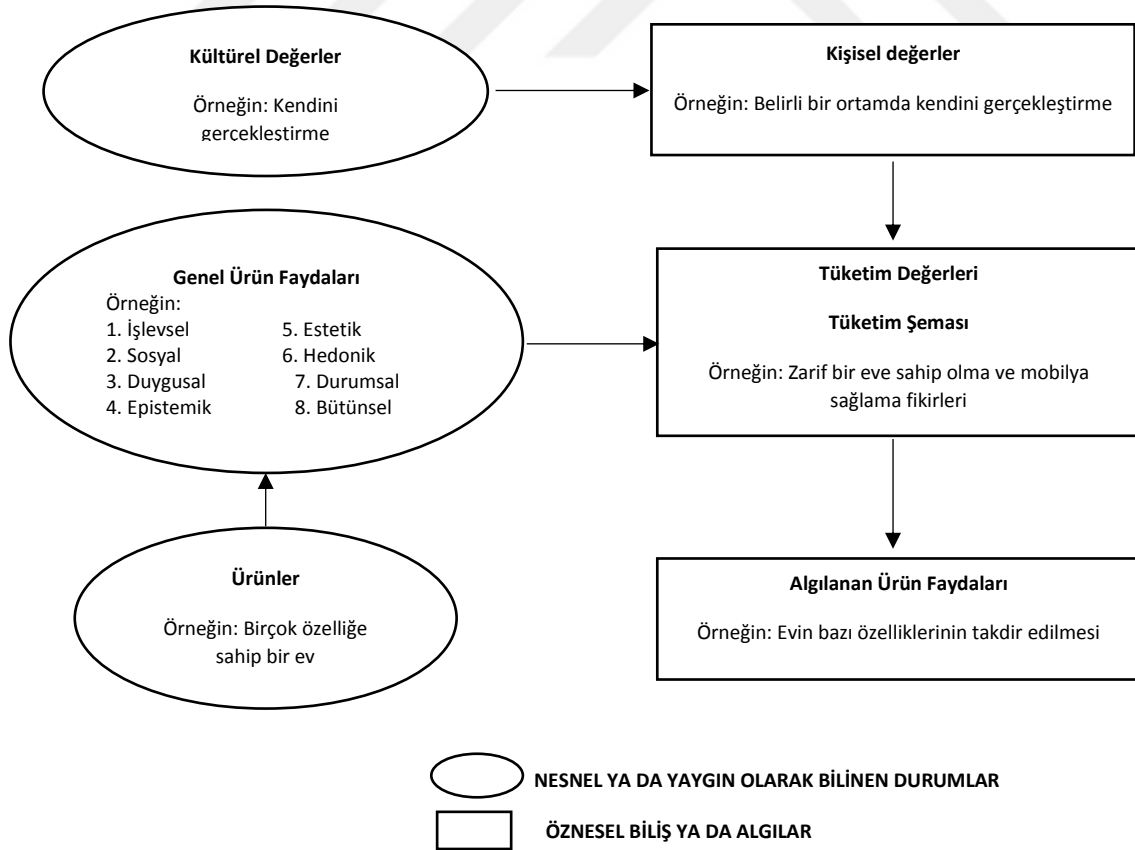 Kültürel Değerler
Örneğin: Kendini
gerçekleştirme
Kişisel değerler
Örneğin: Belirli bir ortamda kendini gerçekleştirme
Genel Ürün Faydaları
Örneğin:
1. İşlevsel 5. Estetik
2. Sosyal 6. Hedonik
3. Duygusal 7. Durumsal
4. Epistemik 8. Bütünsel
Tüketim Değerleri
Tüketim Şeması
Örneğin: Zarif bir eve sahip olma ve mobilya
sağlama fikirleri
Ürünler
Örneğin: Birçok özelliğe
sahip bir ev
Algılanan Ürün Faydaları
Örneğin: Evin bazı özelliklerinin takdir edilmesi
NESNEL YA DA YAYGIN OLARAK BİLİNEN DURUMLAR
ÖZNESEL BİLİŞ YA DA ALGILAR